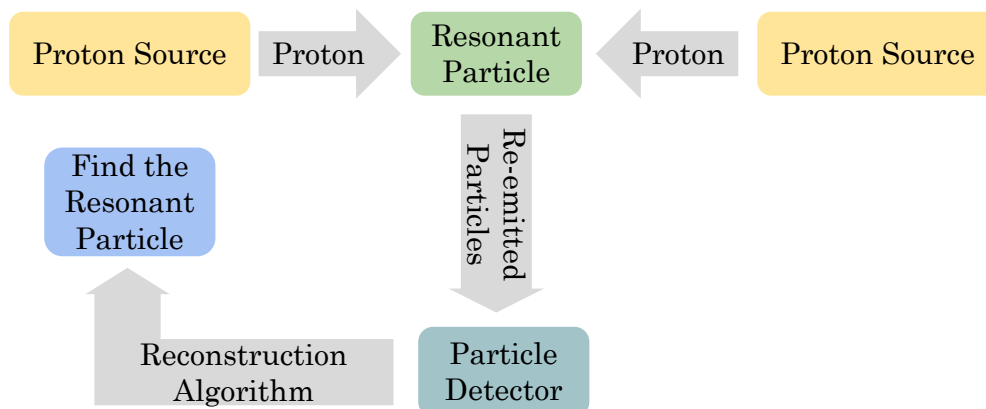 Proton Source
Proton
Resonant
Particle
Proton
Proton Source
Re-emitted
Particles
Find the
Resonant
Particle
Reconstruction
Algorithm
Particle
Detector